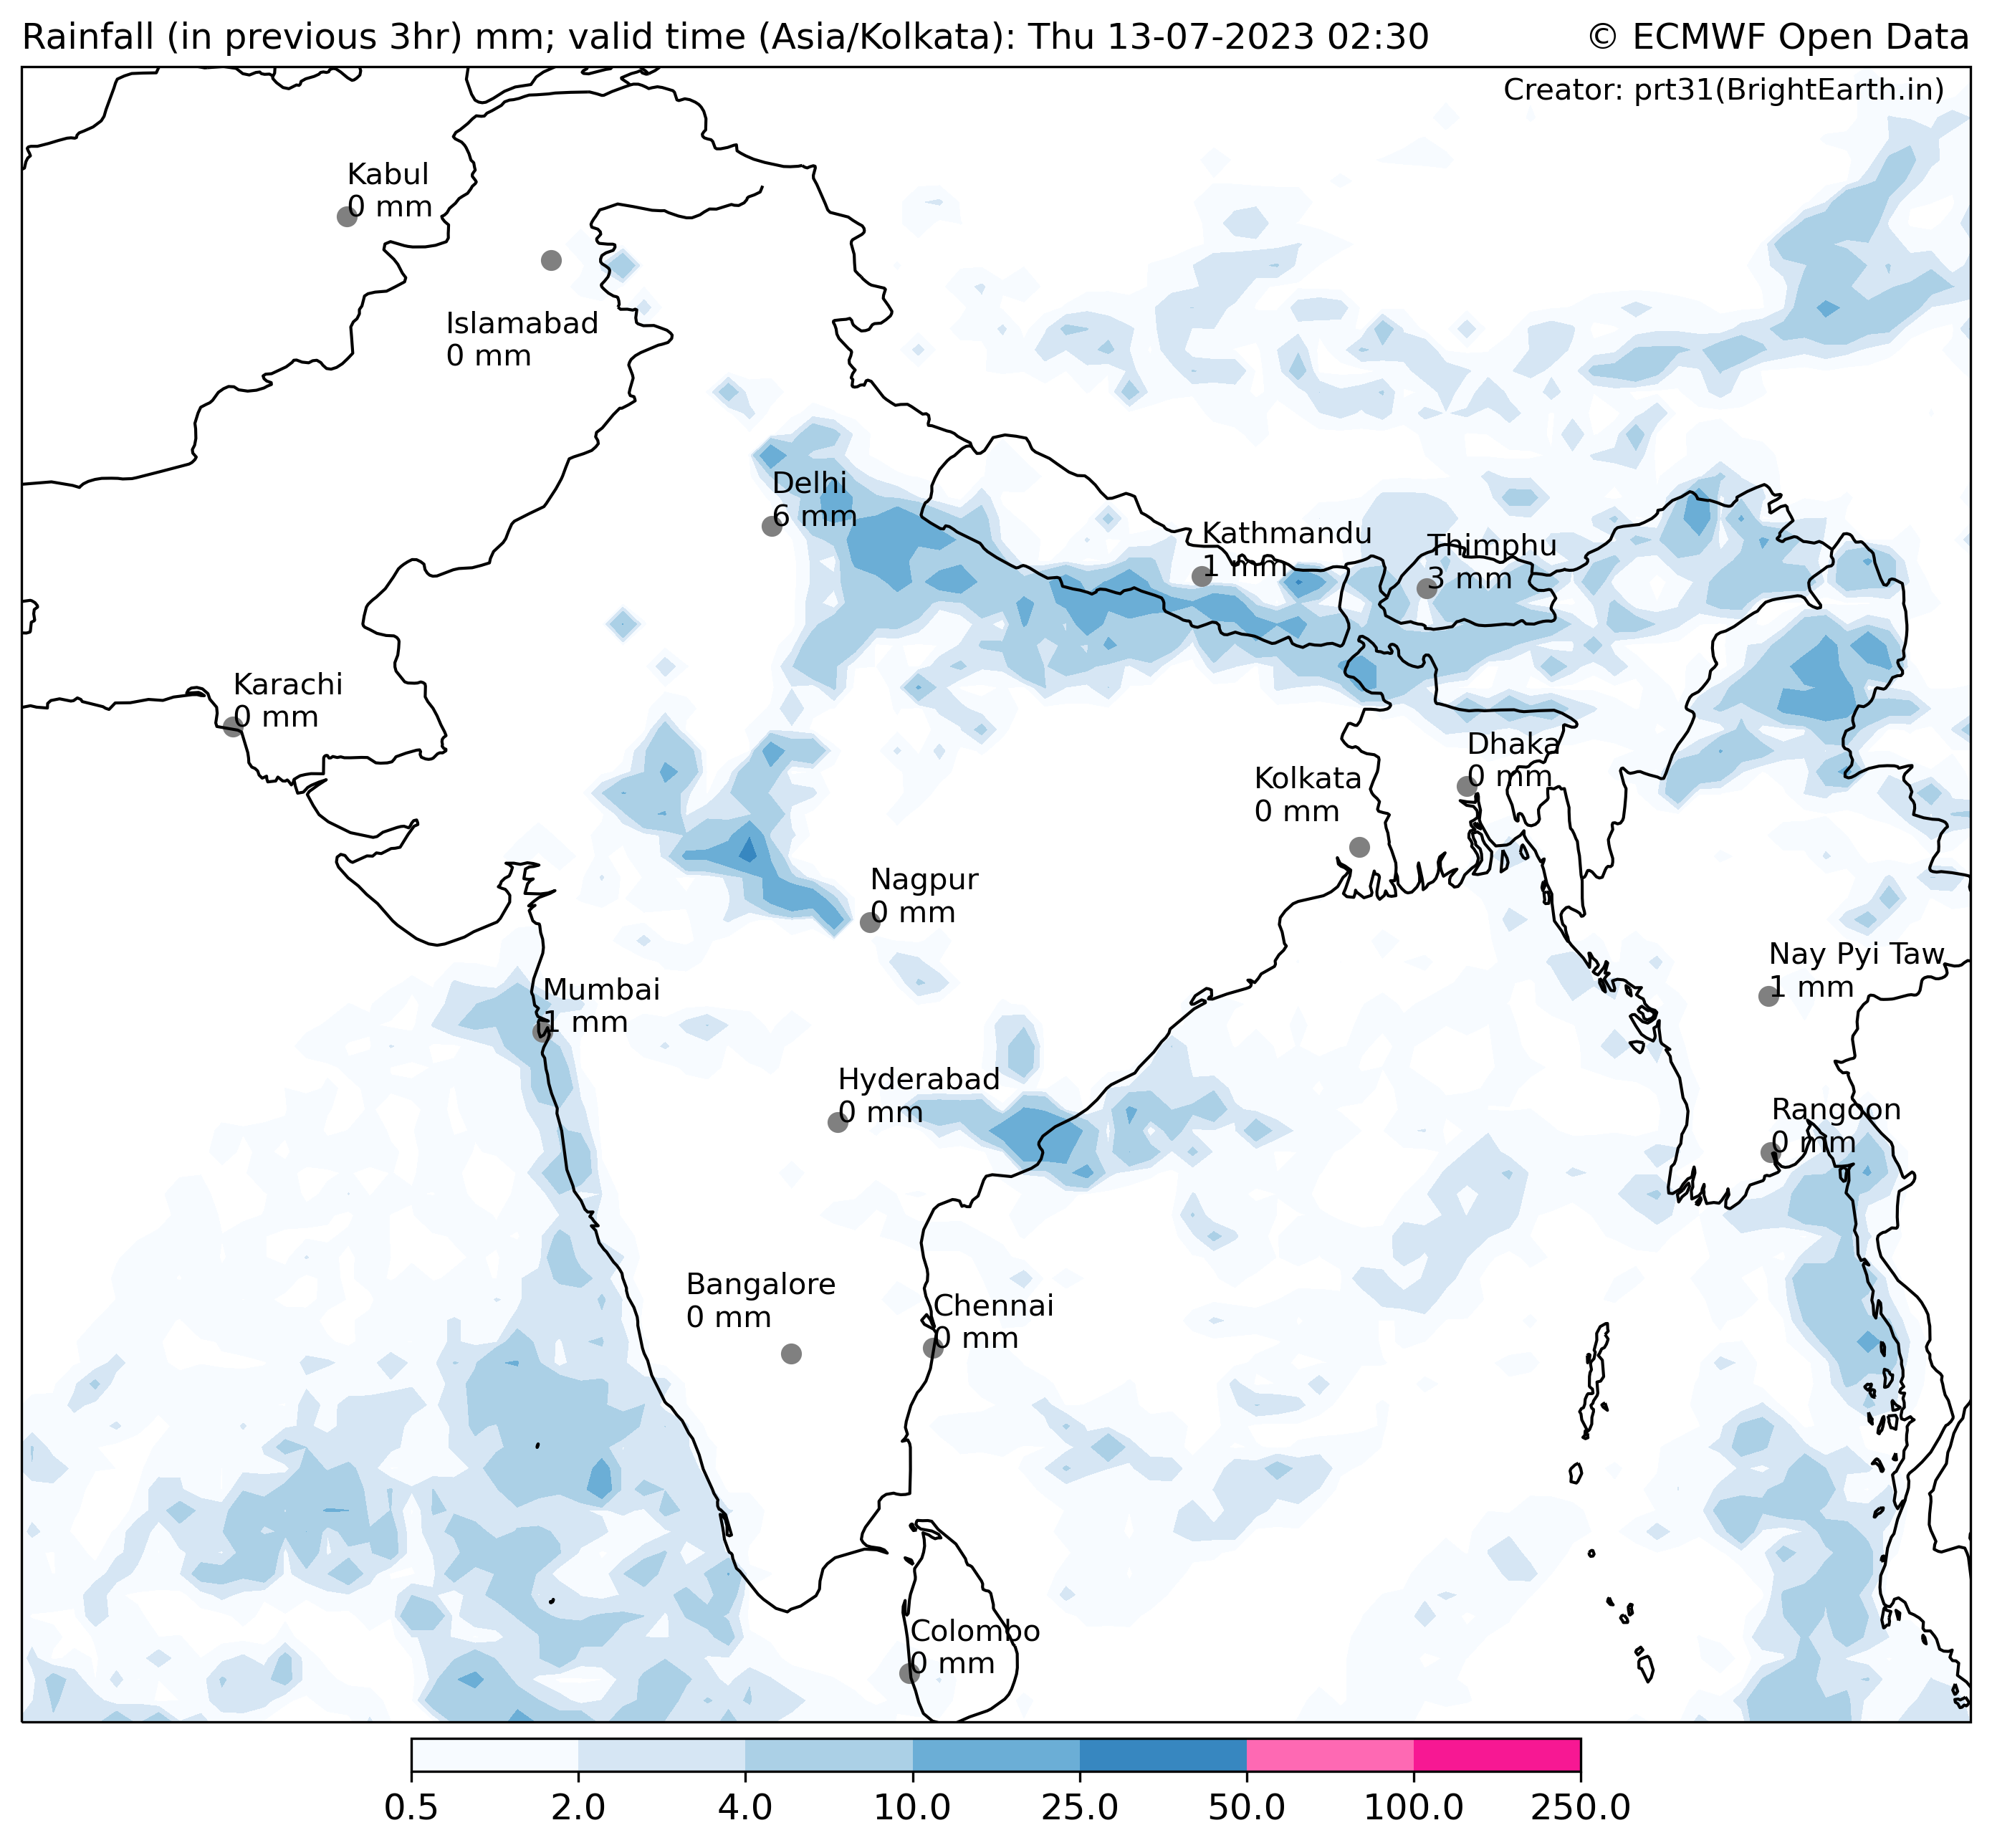 Rainfall (in previous 3hr) mm; valid time (Asia/Kolkata): Thu 13-07-2023 02:30
© ECMWF Open Data
Creator: prt31(BrightEarth.in)
Kabul
0 mm
Islamabad
0 mm
Delhi
6 mm
Kathmandu
1 mm
Thimphu
3 mm
Karachi
0 mm
Dhaka
0 mm
Kolkata
0 mm
Nagpur
0 mm
Nay Pyi Taw
1 mm
Mumbai
1 mm
Hyderabad
0 mm
Rangoon
0 mm
Bangalore
0 mm
Chennai
0 mm
Colombo
0 mm
0.5 2.0 4.0 10.0 25.0 50.0 100.0 250.0